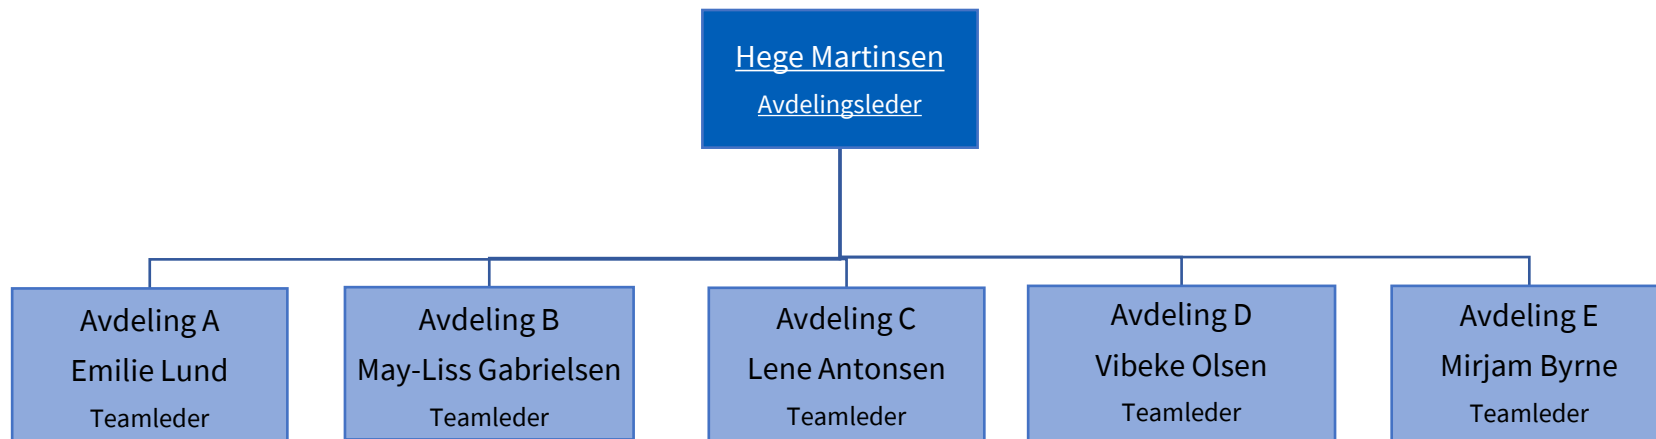 Hege Martinsen
Avdelingsleder
Avdeling A
Emilie Lund
Teamleder
Avdeling B
May-Liss Gabrielsen
Teamleder
Avdeling C
Lene Antonsen
Teamleder
Avdeling D
Vibeke Olsen
Teamleder
Avdeling E
Mirjam Byrne
Teamleder